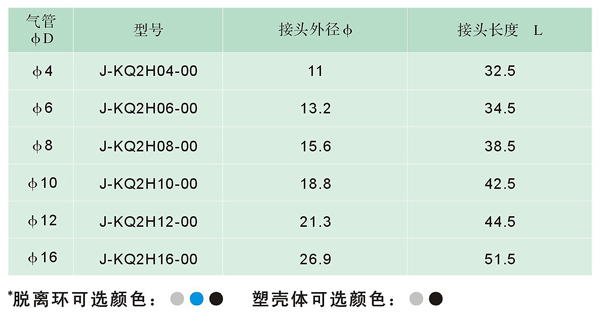 气管
φD 型号 接头外径φ 接头长度 L
φ4 J-KQ2H04-00 11 32.5
φ6 J-KQ2H06-00 13.2 34.5
φ8 J-KQ2H08-00 15.6 38.5
φ10 J-KQ2H10-00 18.8 42.5
φ12 J-KQ2H12-00 21.3 44.5
φ16 J-KQ2H16-00 26.9 51.5
*脱离环可选颜色： 塑壳体可选颜色：